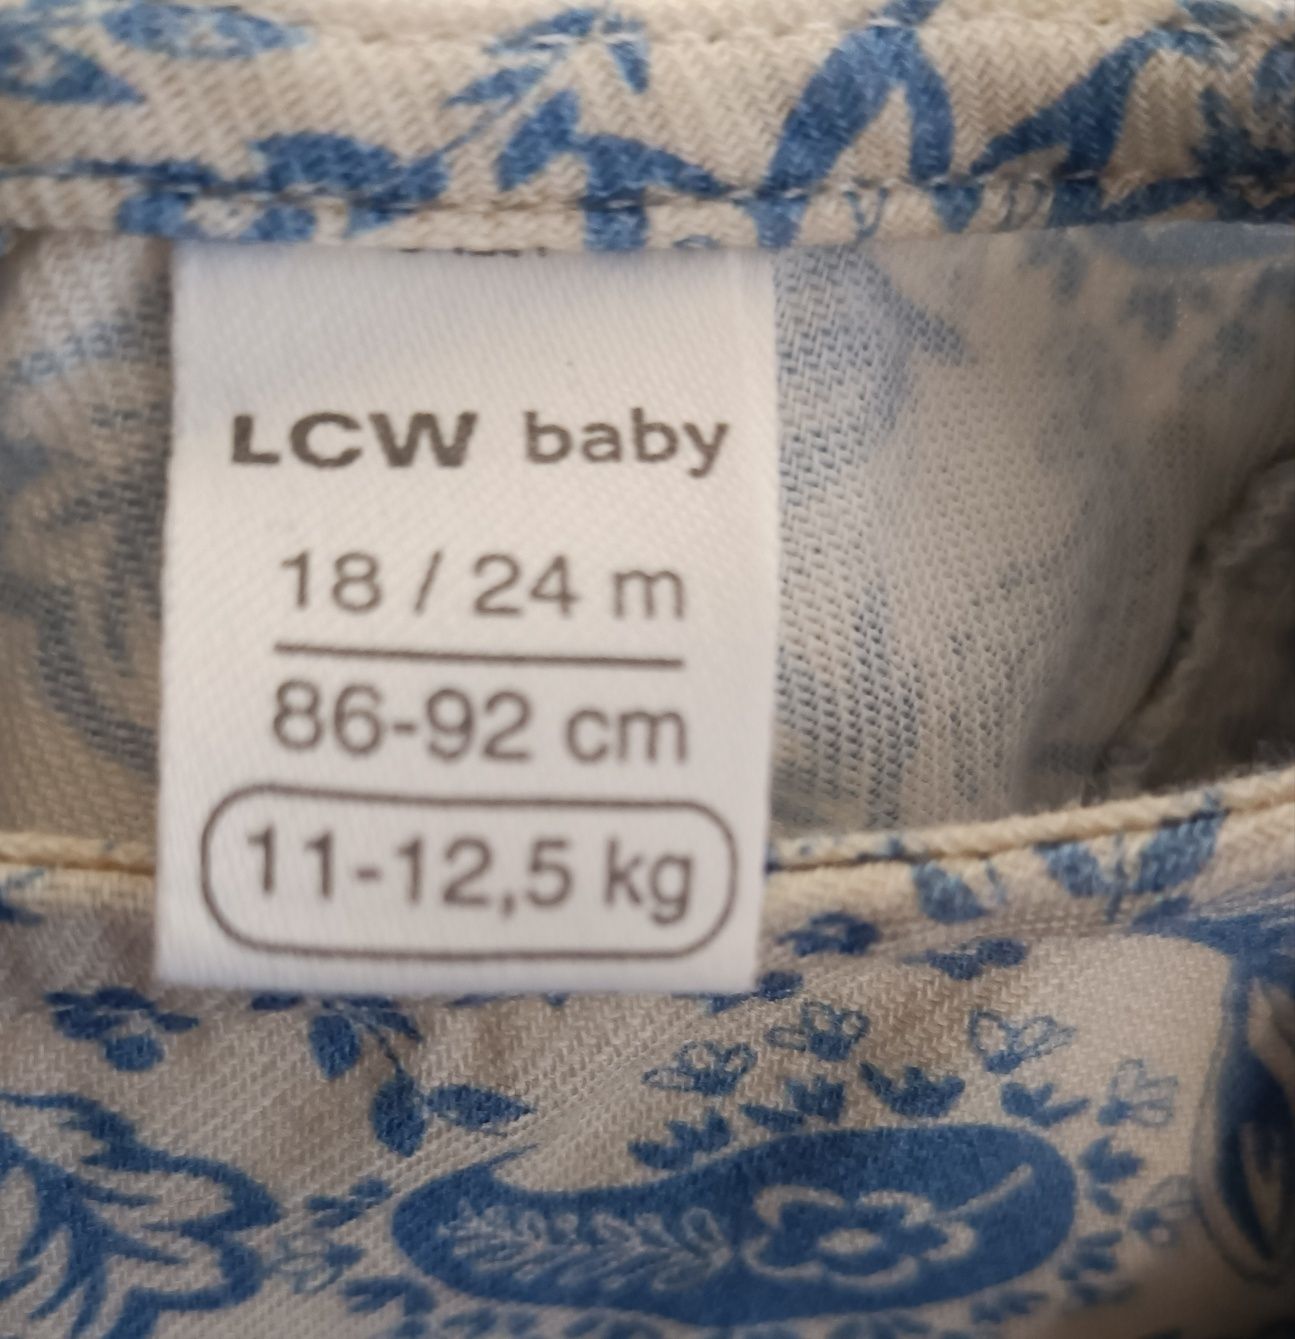 LCW baby
18 / 24 m
86-92 cm
11-12,5 kg